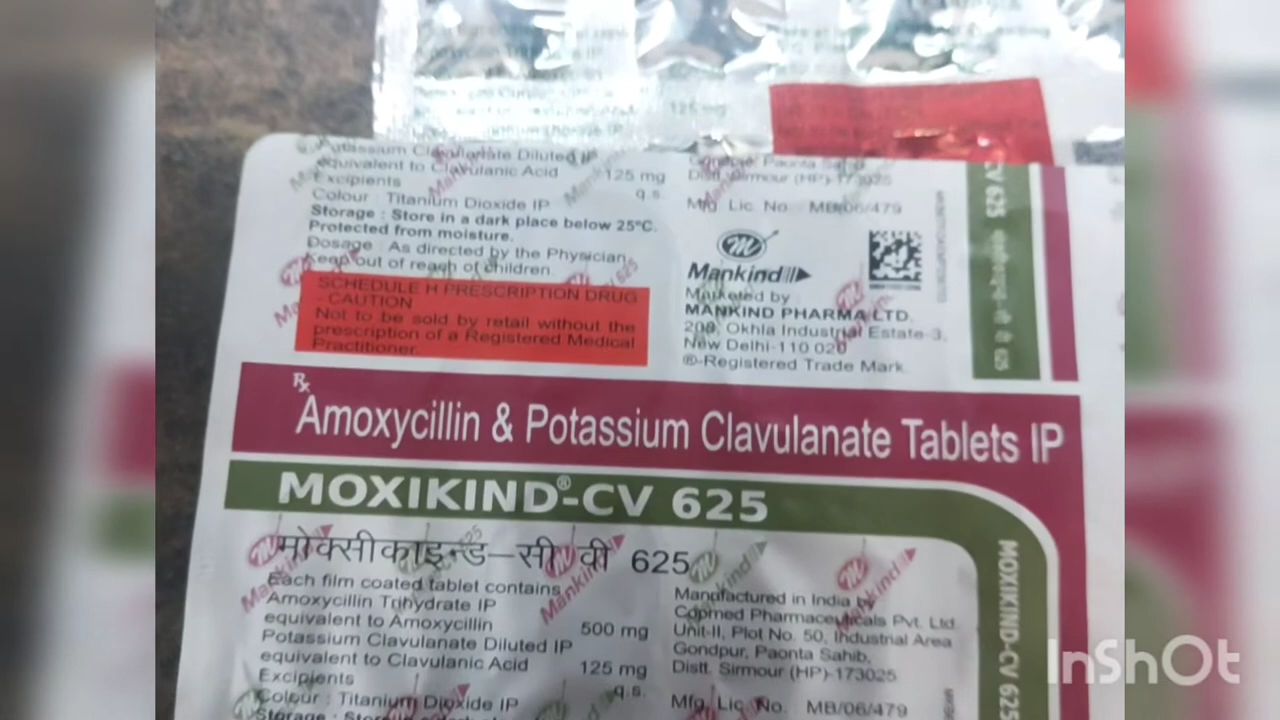 125 mg
Potassium Clavulanate Diluted IP
equivalent to Clavulanic Acid 125 mg
Excipients q.s.
Colour : Titanium Dioxide IP
Storage : Store in a dark place below 25°C.
Protected from moisture.
Dosage : As directed by the Physician.
Keep out of reach of children.
SCHEDULE H PRESCRIPTION DRUG
- CAUTION
Not to be sold by retail without the
prescription of a Registered Medical
Practitioner.
Gondpur, Paonta Sahib,
Distt. Sirmour (HP)-173025
Mfg. Lic. No. MB/06/479
Mankind
Marketed by
MANKIND PHARMA LTD.
208, Okhla Industrial Estate-3,
New Delhi-110 020
®-Registered Trade Mark
CV 625
Rx
Amoxycillin & Potassium Clavulanate Tablets IP
MOXIKIND®-CV 625
मोक्सीकाइन्ड–सी वी 625
Each film coated tablet contains
Amoxycillin Trihydrate IP
equivalent to Amoxycillin 500 mg
Potassium Clavulanate Diluted IP
equivalent to Clavulanic Acid 125 mg
Excipients q.s.
Colour : Titanium Dioxide IP
Manufactured in India by
Copmed Pharmaceuticals Pvt. Ltd.
Unit-II, Plot No. 50, Industrial Area
Gondpur, Paonta Sahib,
Distt. Sirmour (HP)-173025
Mfg. Lic. No. MB/06/479
MOXIKIND-CV 625
InShOt